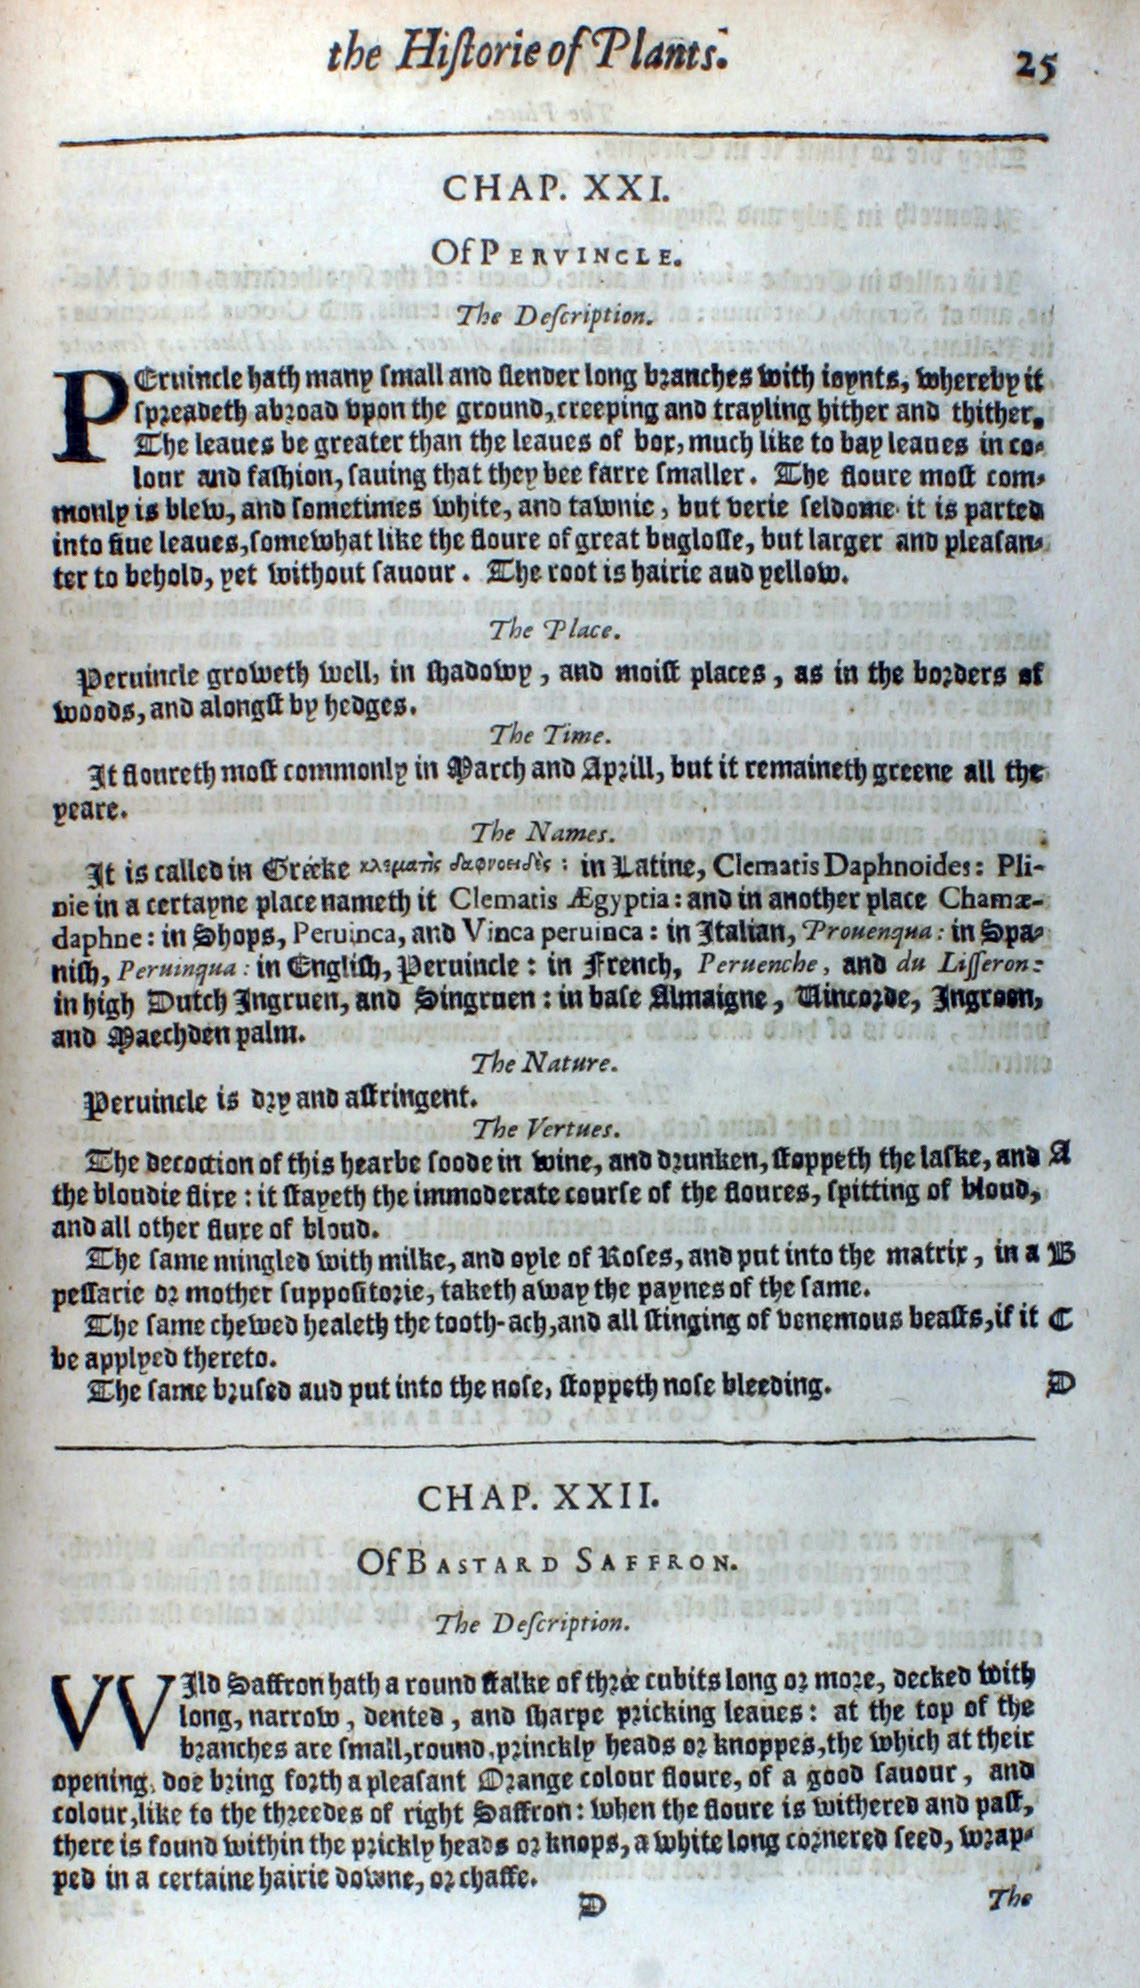 the Hiſtorie of Plants. 25
CHAP. XXI.
Of PERVINCLE.
The Deſcription.
PEruincle hath many ſmall and ſlender long branches with ioynts, whereby it
ſpreadeth abroad vpon the ground, creeping and trayling hither and thither.
The leaues be greater than the leaues of box, much like to bay leaues in co-
lour and faſhion, ſauing that they bee farre ſmaller. The floure moſt com-
monly is blew, and ſometimes white, and tawnie, but verie ſeldome it is parted
into fiue leaues, ſomewhat like the floure of great bugloſſe, but larger and pleaſan-
ter to behold, yet without ſauour. The root is hairie aud yellow.
The Place.
Peruincle groweth well, in ſhadowy, and moiſt places, as in the borders of
woods, and alongſt by hedges.
The Time.
It floureth moſt commonly in March and Aprill, but it remaineth greene all the
yeare.
The Names.
It is called in Greeke κληματὶς δαφνοειδὲς: in Latine, Clematis Daphnoides: Pli-
nie in a certayne place nameth it Clematis Ægyptia: and in another place Chamæ-
daphne: in Shops, Peruinca, and Vinca peruinca: in Italian, Prouenqua: in Spa-
niſh, Peruinqua: in Engliſh, Peruincle: in French, Peruenche, and du Liſſeron:
in high Dutch Ingruen, and Singruen: in baſe Almaigne, Vincorde, Ingroen,
and Maechden palm.
The Nature.
Peruincle is dry and aſtringent.
The Vertues.
The decoction of this hearbe ſoode in wine, and drunken, ſtoppeth the laſke, and A
the bloudie flixe: it ſtayeth the immoderate courſe of the floures, ſpitting of bloud,
and all other fluxe of bloud.
The ſame mingled with milke, and oyle of Roſes, and put into the matrix, in a B
peſſarie or mother ſuppoſitorie, taketh away the paynes of the ſame.
The ſame chewed healeth the tooth-ach, and all ſtinging of venemous beaſts, if it C
be applyed thereto.
The ſame bruſed aud put into the noſe, ſtoppeth noſe bleeding. D
CHAP. XXII.
Of BASTARD SAFFRON.
The Deſcription.
WIld Saffron hath a round ſtalke of three cubits long or more, decked with
long, narrow, dented, and ſharpe pricking leaues: at the top of the
branches are ſmall, round, princkly heads or knoppes, the which at their
opening, doe bring forth a pleaſant Orange colour floure, of a good ſauour, and
colour, like to the threedes of right Saffron: when the floure is withered and paſt,
there is found within the prickly heads or knops, a white long cornered ſeed, wrap-
ped in a certaine hairie downe, or chaffe.
D The